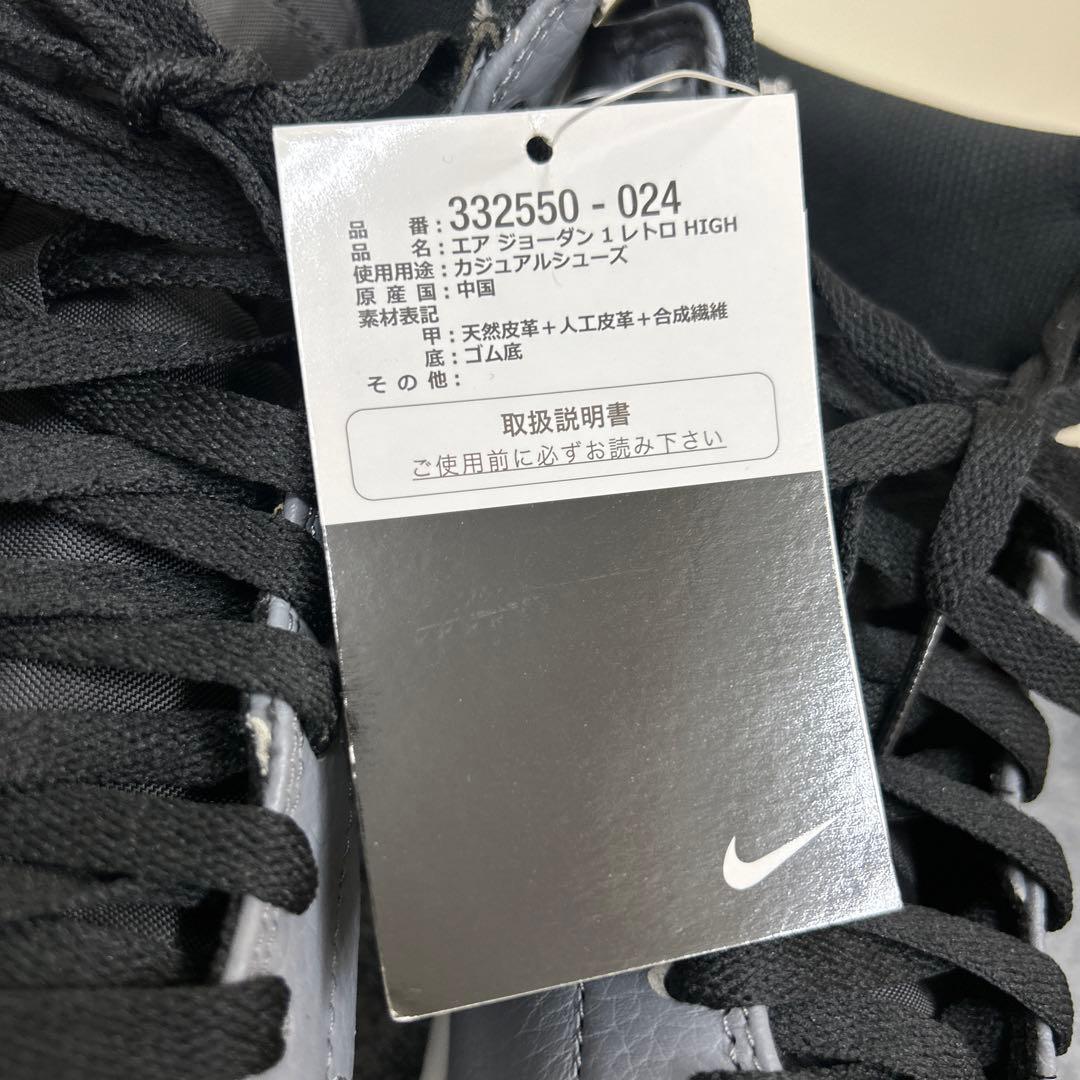 品番:332550 - 024
品名:エア ジョーダン 1 レトロ HIGH
使用用途:カジュアルシューズ
原産国:中国
素材表記
甲:天然皮革+人工皮革+合成繊維
底:ゴム底
その他:
取扱説明書
ご使用前に必ずお読み下さい